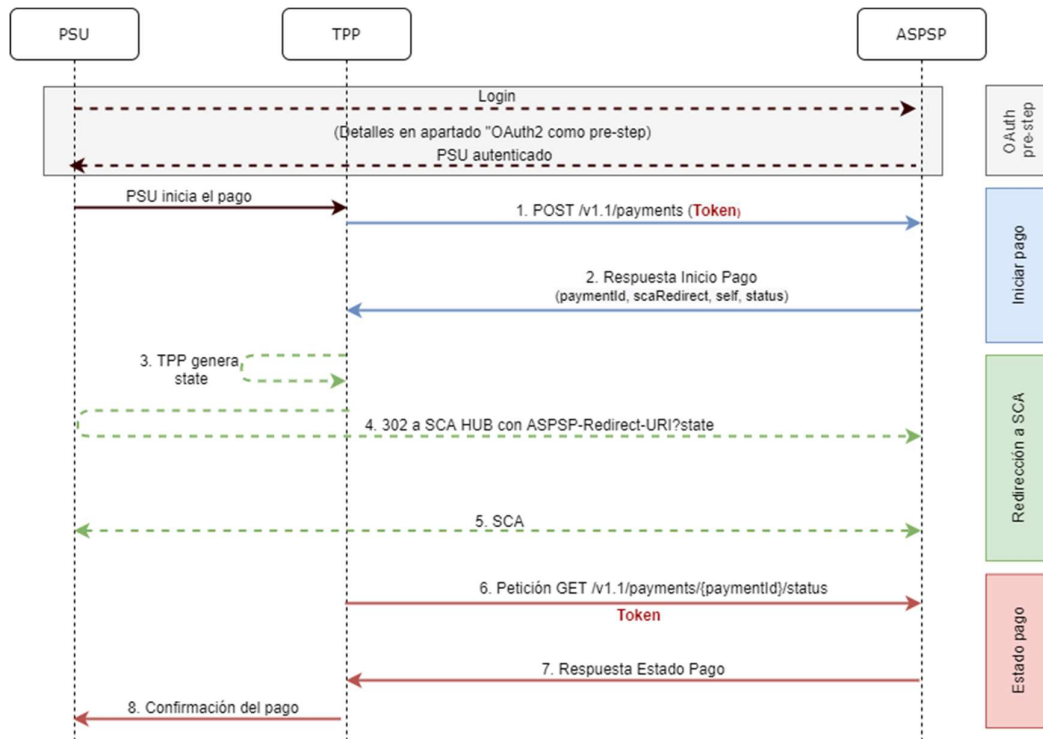 PSU
TPP
ASPSP
Login
(Detalles en apartado "OAuth2 como pre-step)
PSU autenticado
OAuth
pre-step
PSU inicia el pago
1. POST /v1.1/payments (Token)
2. Respuesta Inicio Pago
(paymentId, scaRedirect, self, status)
Iniciar pago
3. TPP genera
state
4. 302 a SCA HUB con ASPSP-Redirect-URI?state
5. SCA
Redirección a SCA
6. Petición GET /v1.1/payments/{paymentId}/status
Token
7. Respuesta Estado Pago
8. Confirmación del pago
Estado pago